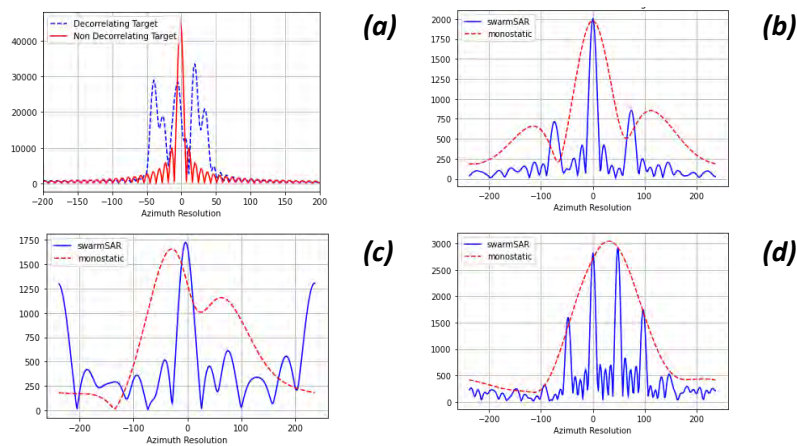 Decorrelating Target
Non Decorrelating Target
(a)
40000
30000
20000
10000
0
−200 −150 −100 −50 0 50 100 150 200
Azimuth Resolution
swarmSAR
monostatic
(b)
2000
1750
1500
1250
1000
750
500
250
0
−200 −100 0 100 200
Azimuth Resolution
swarmSAR
monostatic
(c)
1750
1500
1250
1000
750
500
250
0
−200 −100 0 100 200
Azimuth Resolution
swarmSAR
monostatic
(d)
3000
2500
2000
1500
1000
500
0
−200 −100 0 100 200
Azimuth Resolution